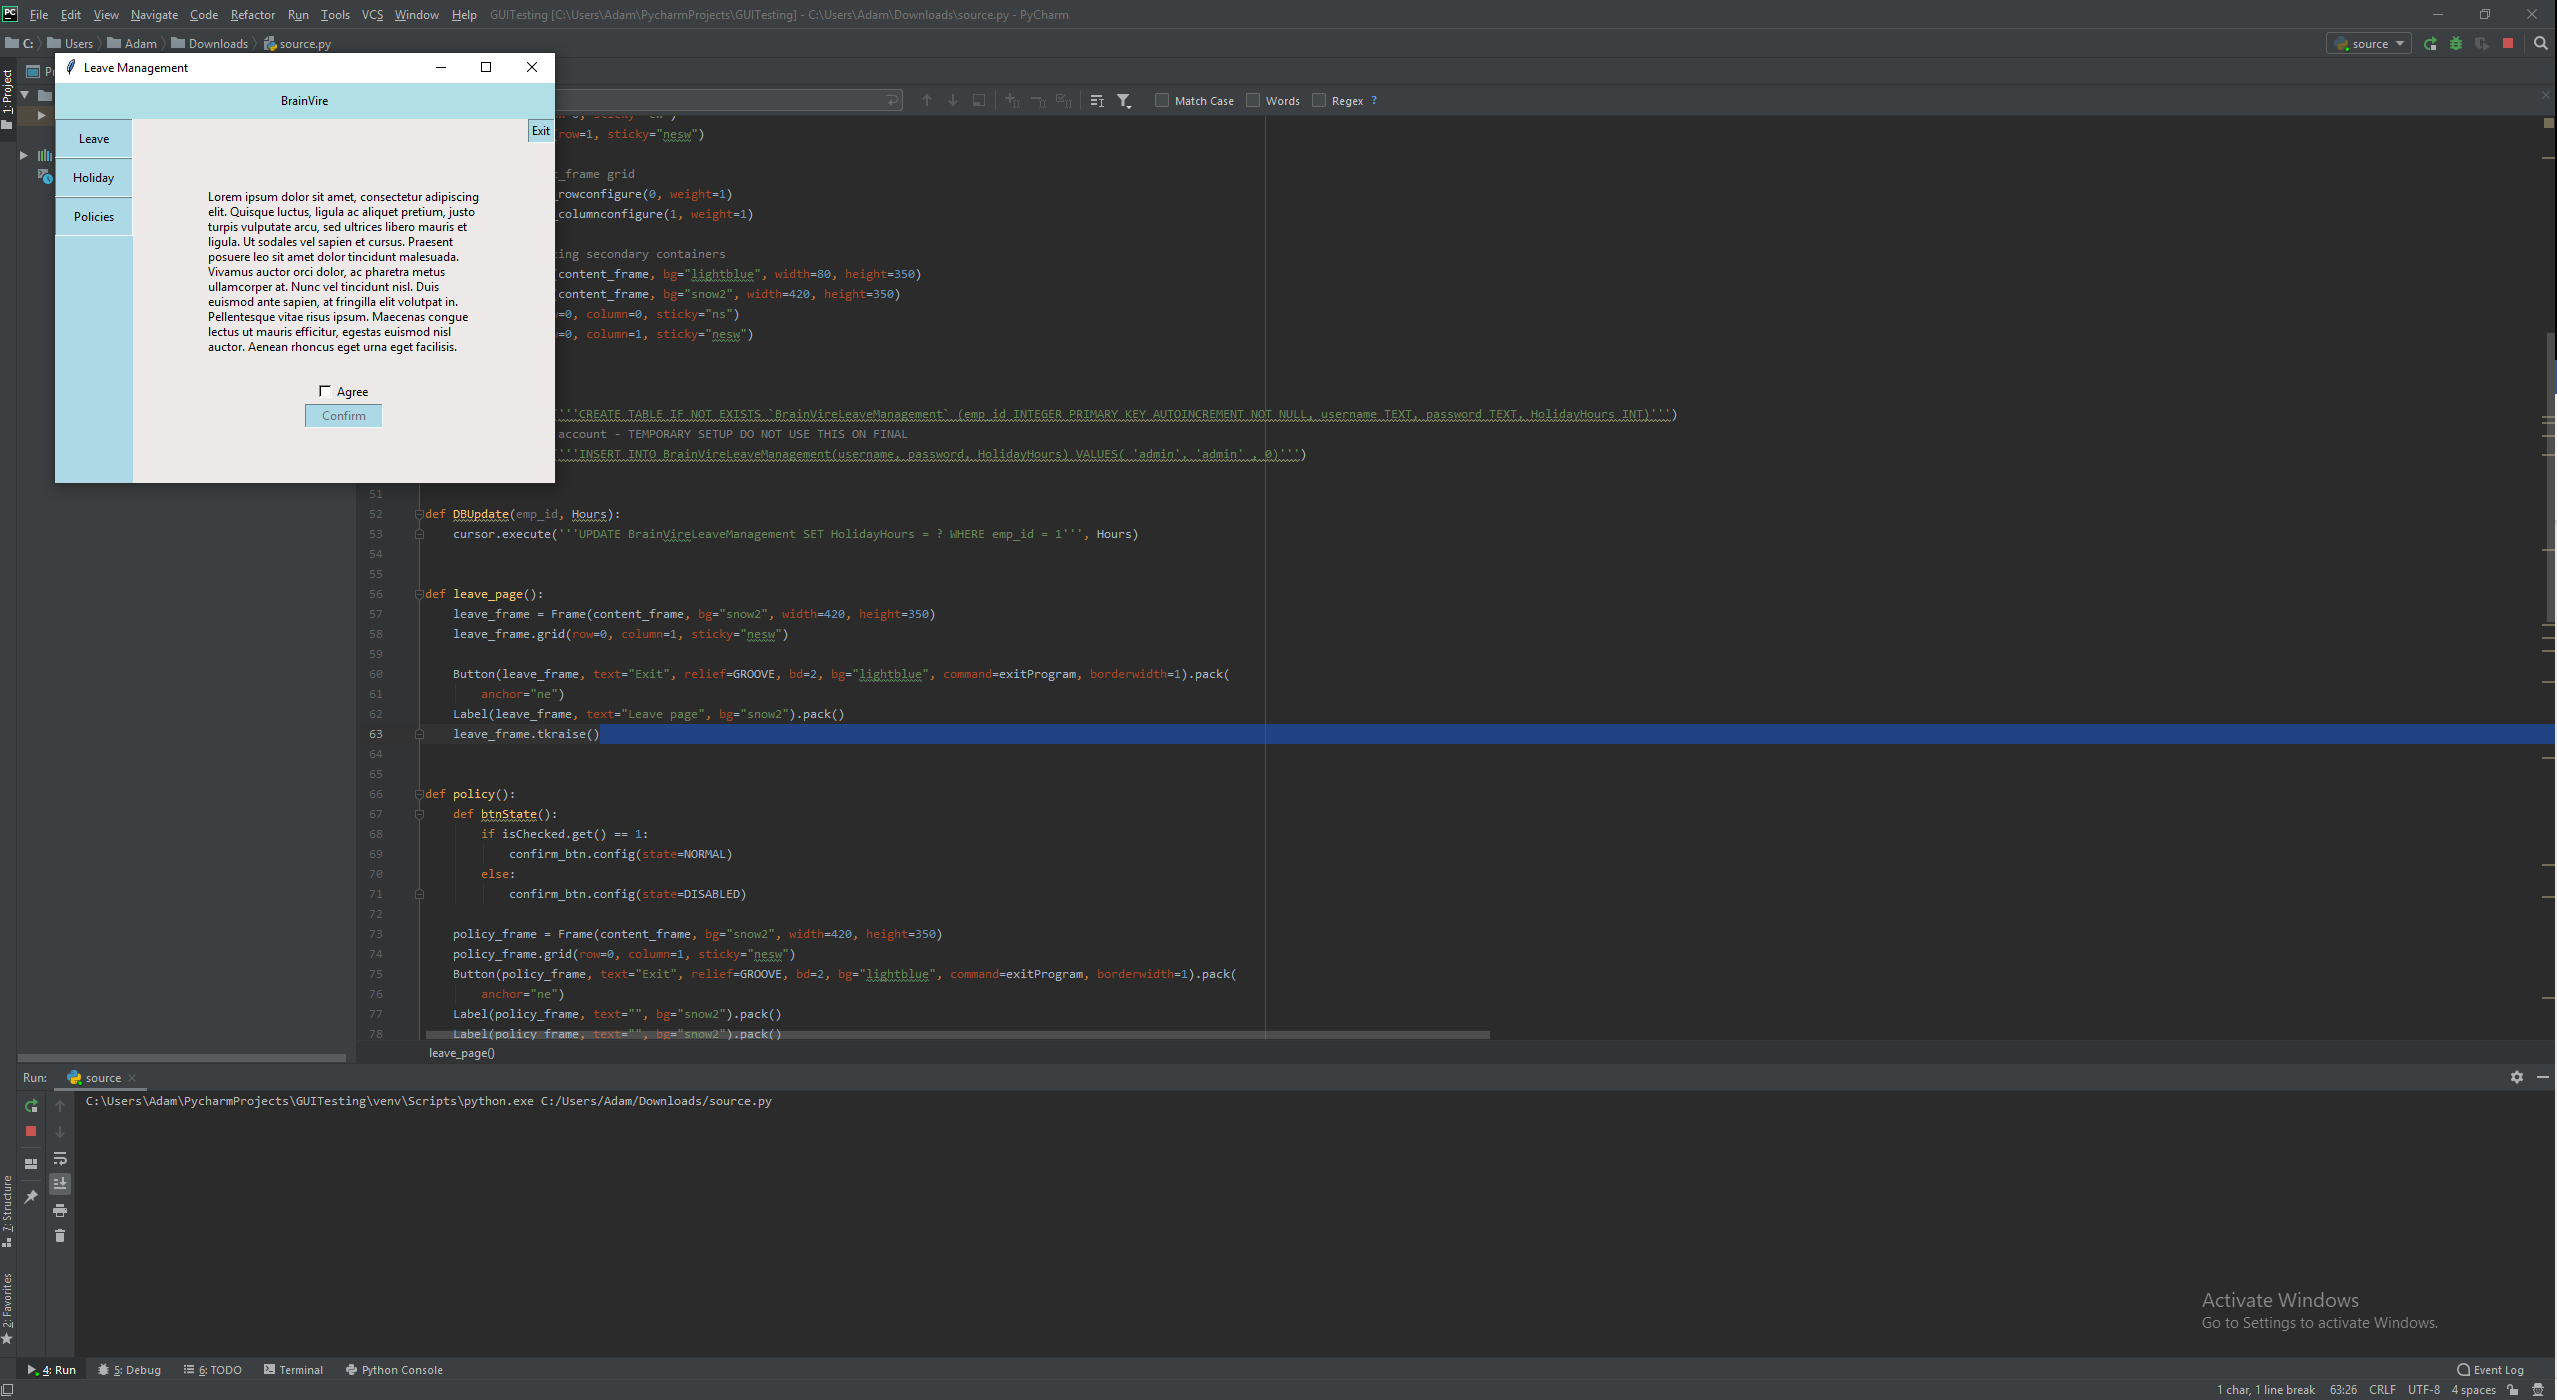 File Edit View Navigate Code Refactor Run Tools VCS Window Help GUITesting [C:\Users\Adam\PycharmProjects\GUITesting] - C:\Users\Adam\Downloads\source.py - PyCharm
C: Users Adam Downloads source.py source
Leave Management
BrainVire
Exit
Leave
Holiday
Policies
Lorem ipsum dolor sit amet, consectetur adipiscing
elit. Quisque luctus, ligula ac aliquet pretium, justo
turpis vulputate arcu, sed ultrices libero mauris et
ligula. Ut sodales vel sapien et cursus. Praesent
posuere leo sit amet dolor tincidunt malesuada.
Vivamus auctor orci dolor, ac pharetra metus
ullamcorper at. Nunc vel tincidunt nisl. Duis
euismod ante sapien, at fringilla elit volutpat in.
Pellentesque vitae risus ipsum. Maecenas congue
lectus ut mauris efficitur, egestas euismod nisl
auctor. Aenean rhoncus eget urna eget facilisis.
Agree
Confirm
1: Project
Match Case Words Regex ?
row=1, sticky="nesw")
_frame grid
_rowconfigure(0, weight=1)
_columnconfigure(1, weight=1)
ing secondary containers
(content_frame, bg="lightblue", width=80, height=350)
(content_frame, bg="snow2", width=420, height=350)
=0, column=0, sticky="ns")
=0, column=1, sticky="nesw")
'''CREATE TABLE IF NOT EXISTS `BrainVireLeaveManagement` (emp_id INTEGER PRIMARY KEY AUTOINCREMENT NOT NULL, username TEXT, password TEXT, HolidayHours INT)''')
account - TEMPORARY SETUP DO NOT USE THIS ON FINAL
'''INSERT INTO BrainVireLeaveManagement(username, password, HolidayHours) VALUES( 'admin', 'admin' , 0)''')
51
52 def DBUpdate(emp_id, Hours):
53 cursor.execute('''UPDATE BrainVireLeaveManagement SET HolidayHours = ? WHERE emp_id = 1''', Hours)
54
55
56 def leave_page():
57 leave_frame = Frame(content_frame, bg="snow2", width=420, height=350)
58 leave_frame.grid(row=0, column=1, sticky="nesw")
59
60 Button(leave_frame, text="Exit", relief=GROOVE, bd=2, bg="lightblue", command=exitProgram, borderwidth=1).pack(
61 anchor="ne")
62 Label(leave_frame, text="Leave page", bg="snow2").pack()
63 leave_frame.tkraise()
64
65
66 def policy():
67 def btnState():
68 if isChecked.get() == 1:
69 confirm_btn.config(state=NORMAL)
70 else:
71 confirm_btn.config(state=DISABLED)
72
73 policy_frame = Frame(content_frame, bg="snow2", width=420, height=350)
74 policy_frame.grid(row=0, column=1, sticky="nesw")
75 Button(policy_frame, text="Exit", relief=GROOVE, bd=2, bg="lightblue", command=exitProgram, borderwidth=1).pack(
76 anchor="ne")
77 Label(policy_frame, text="", bg="snow2").pack()
78 Label(policy_frame, text="", bg="snow2").pack()
leave_page()
Run: source
C:\Users\Adam\PycharmProjects\GUITesting\venv\Scripts\python.exe C:/Users/Adam/Downloads/source.py
7: Structure
2: Favorites
Activate Windows
Go to Settings to activate Windows.
4: Run 5: Debug 6: TODO Terminal Python Console Event Log
1 char, 1 line break 63:26 CRLF UTF-8 4 spaces